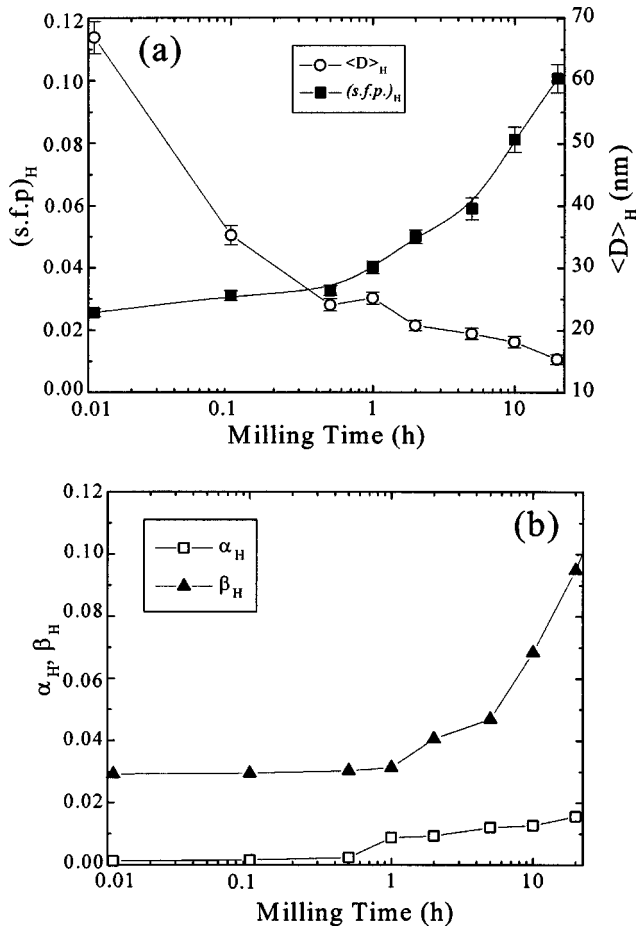 (a)
<D>H
(s.f.p.)H
(s.f.p)H
0.12
0.10
0.08
0.06
0.04
0.02
0.00
70
60
50
40
30
20
10
<D>H (nm)
0.01 0.1 1 10
Milling Time (h)
(b)
αH
βH
αH, βH
0.12
0.10
0.08
0.06
0.04
0.02
0.00
0.01 0.1 1 10
Milling Time (h)